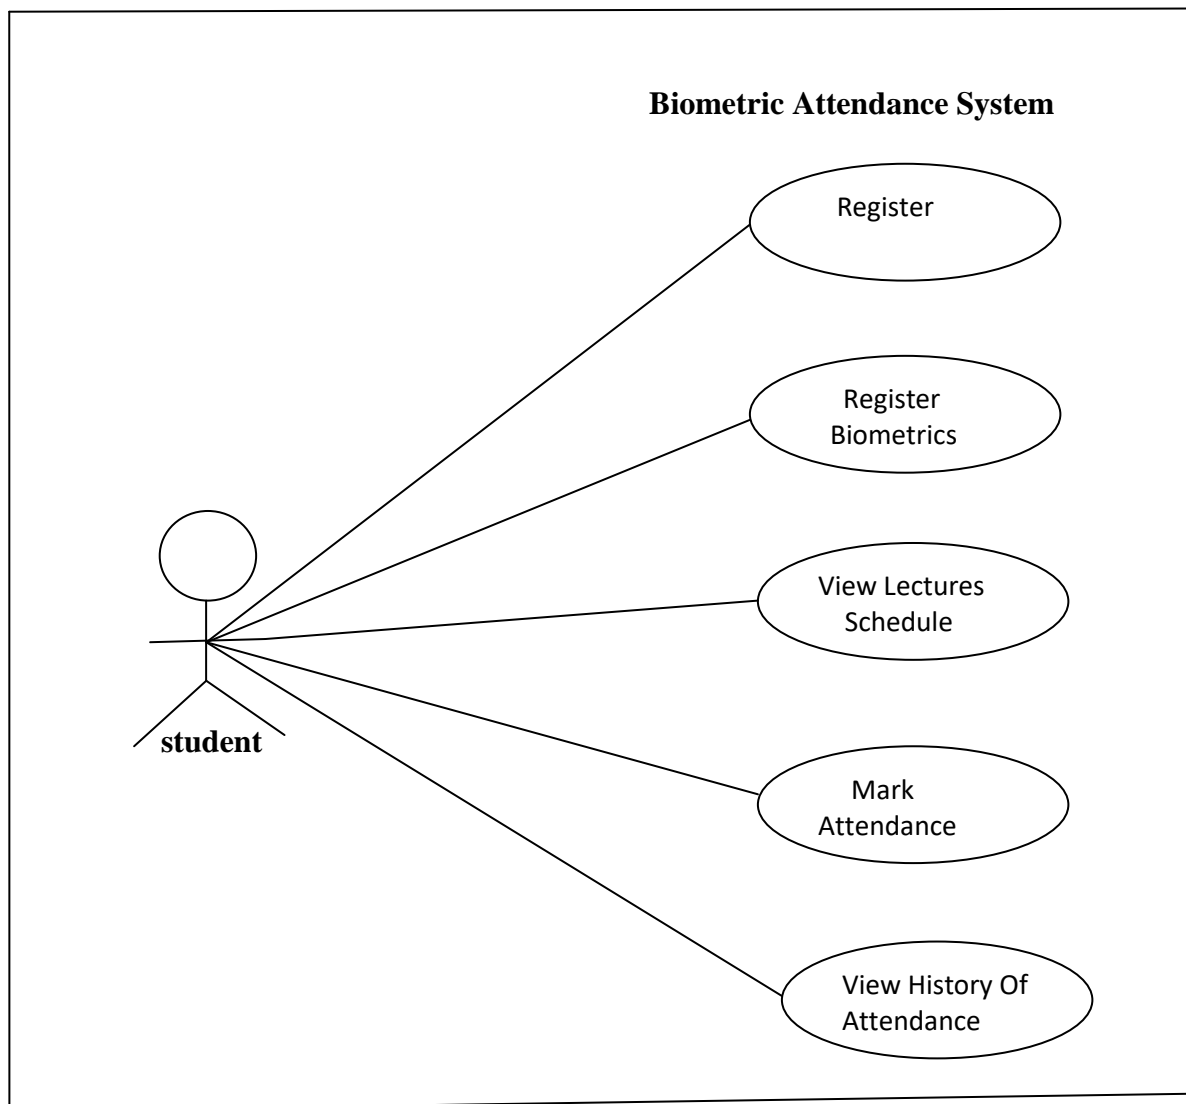 Biometric Attendance System
Register
Register
Biometrics
View Lectures
Schedule
student
Mark
Attendance
View History Of
Attendance